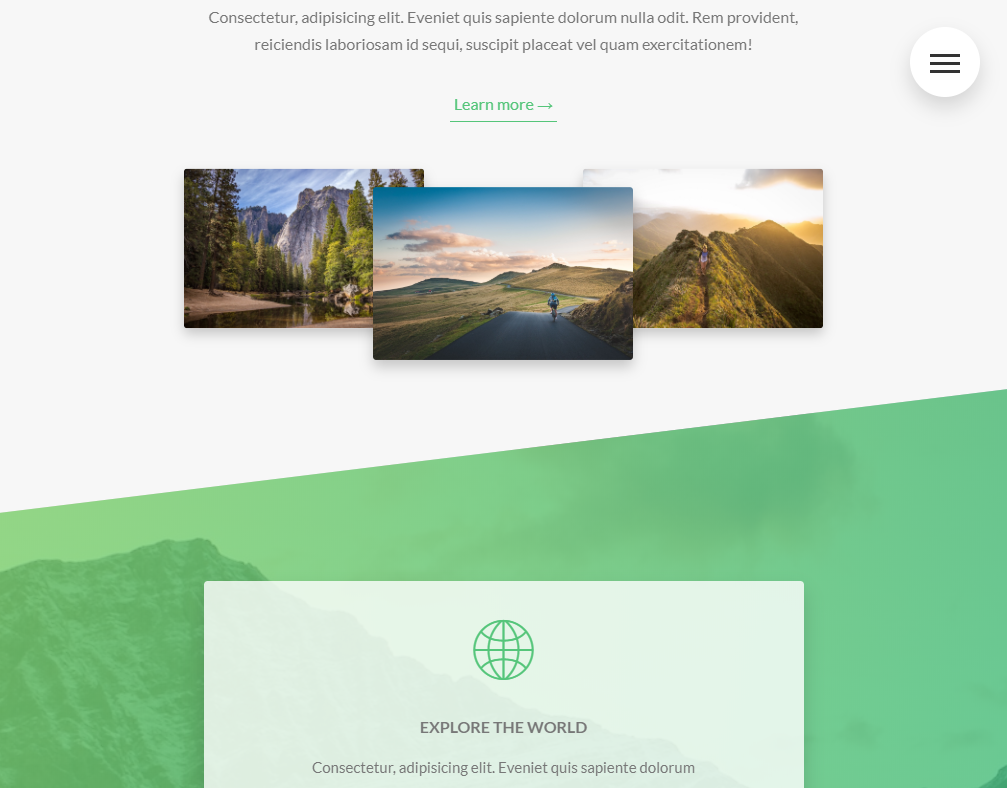 Consectetur, adipisicing elit. Eveniet quis sapiente dolorum nulla odit. Rem provident,
reiciendis laboriosam id sequi, suscipit placeat vel quam exercitationem!
Learn more →
EXPLORE THE WORLD
Consectetur, adipisicing elit. Eveniet quis sapiente dolorum